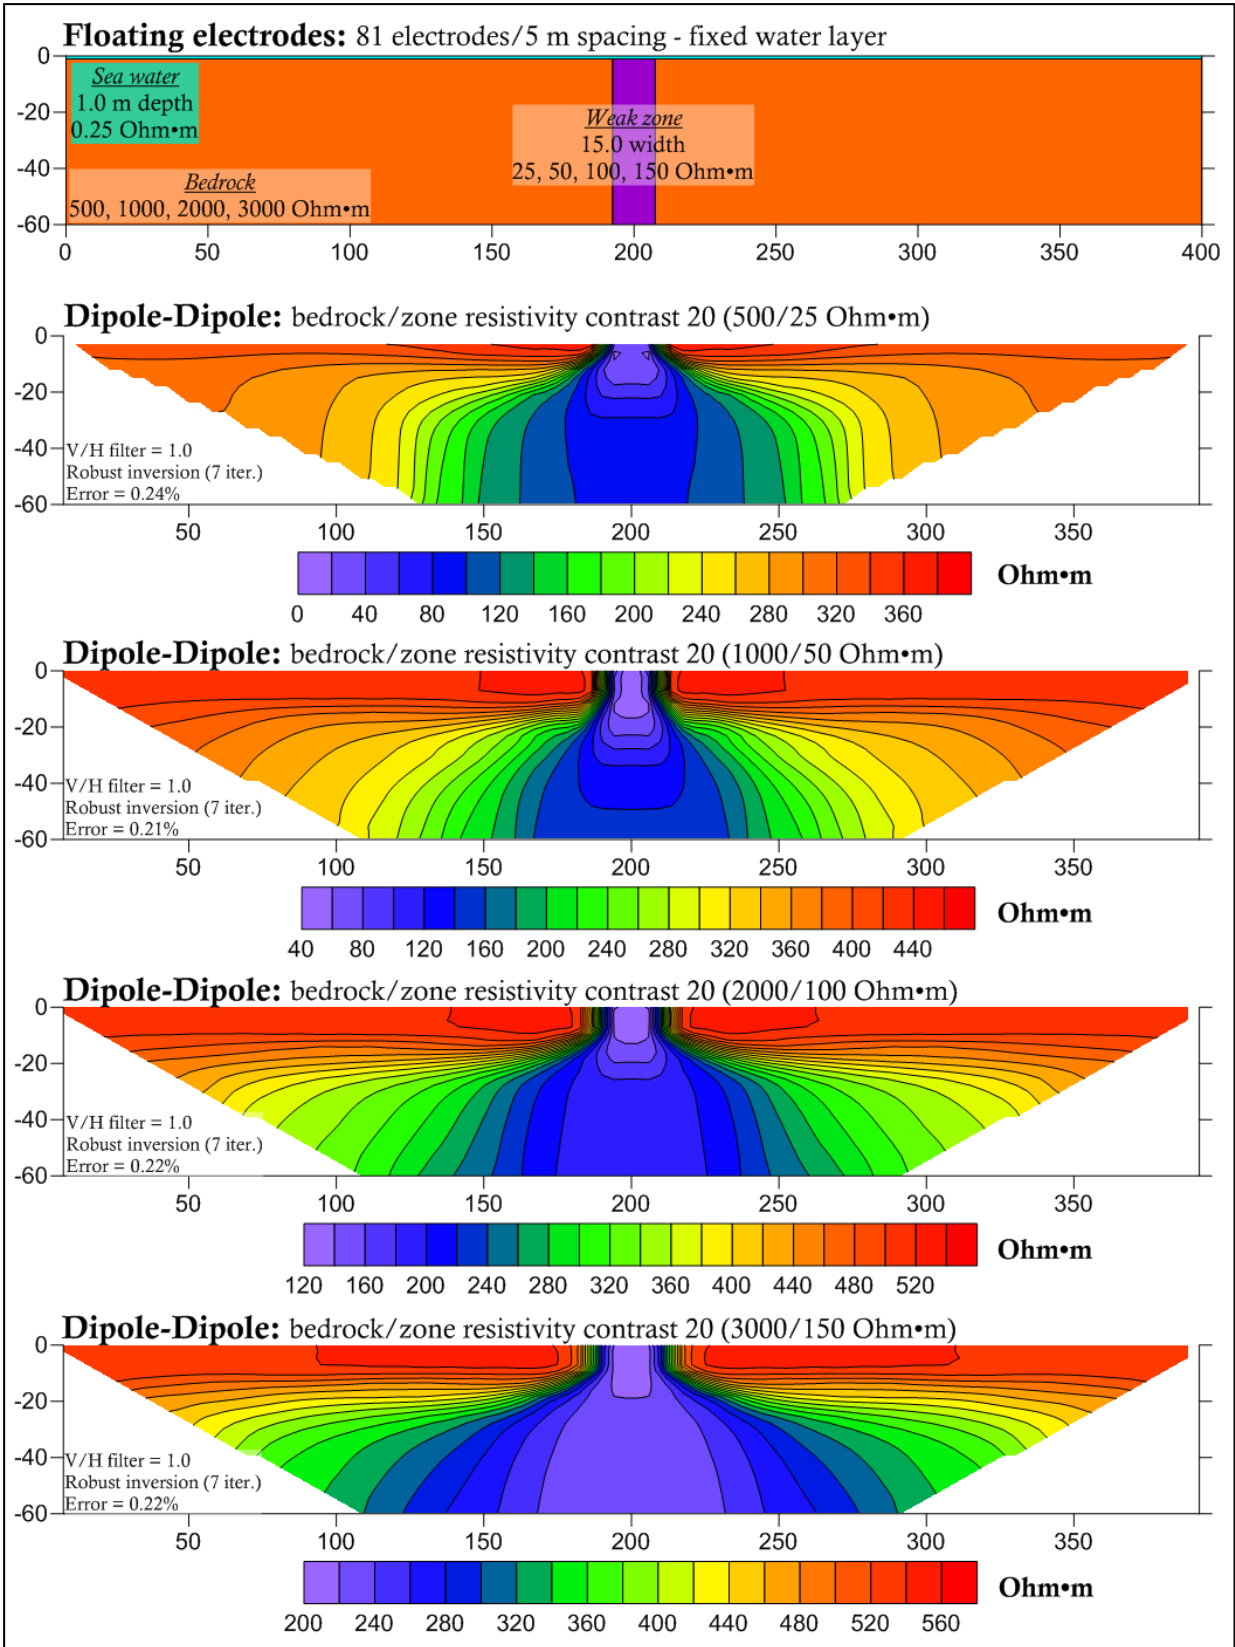 Floating electrodes: 81 electrodes/5 m spacing - fixed water layer
0
-20
-40
-60
Sea water
1.0 m depth
0.25 Ohm•m
Weak zone
15.0 width
25, 50, 100, 150 Ohm•m
Bedrock
500, 1000, 2000, 3000 Ohm•m
0 50 100 150 200 250 300 350 400
Dipole-Dipole: bedrock/zone resistivity contrast 20 (500/25 Ohm•m)
0
-20
-40
-60
V/H filter = 1.0
Robust inversion (7 iter.)
Error = 0.24%
50 100 150 200 250 300 350
Ohm•m
0 40 80 120 160 200 240 280 320 360
Dipole-Dipole: bedrock/zone resistivity contrast 20 (1000/50 Ohm•m)
0
-20
-40
-60
V/H filter = 1.0
Robust inversion (7 iter.)
Error = 0.21%
50 100 150 200 250 300 350
Ohm•m
40 80 120 160 200 240 280 320 360 400 440
Dipole-Dipole: bedrock/zone resistivity contrast 20 (2000/100 Ohm•m)
0
-20
-40
-60
V/H filter = 1.0
Robust inversion (7 iter.)
Error = 0.22%
50 100 150 200 250 300 350
Ohm•m
120 160 200 240 280 320 360 400 440 480 520
Dipole-Dipole: bedrock/zone resistivity contrast 20 (3000/150 Ohm•m)
0
-20
-40
-60
V/H filter = 1.0
Robust inversion (7 iter.)
Error = 0.22%
50 100 150 200 250 300 350
Ohm•m
200 240 280 320 360 400 440 480 520 560